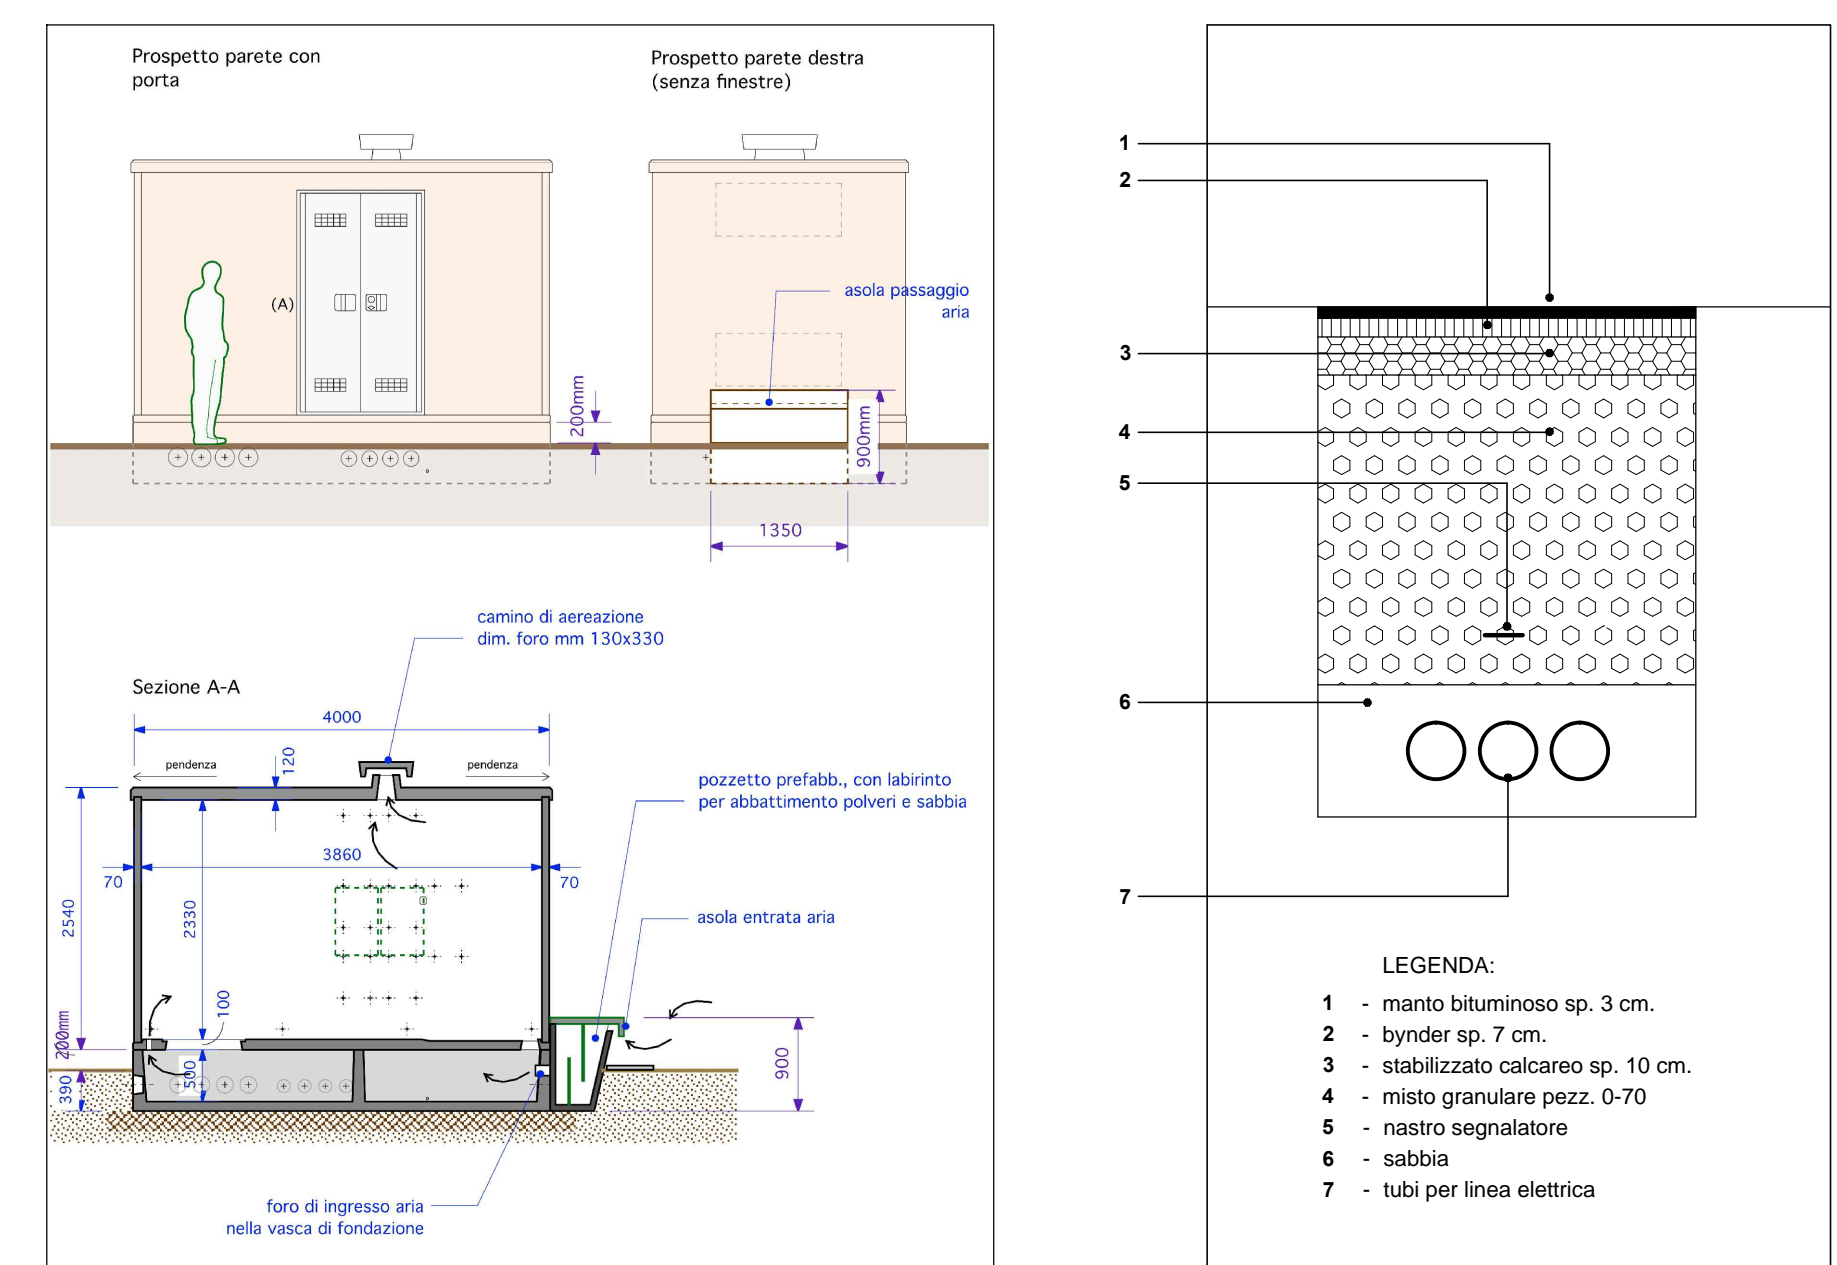 Prospetto parete con
porta
Prospetto parete destra
(senza finestre)
(A)
asola passaggio
aria
200mm
900mm
1350
camino di aereazione
dim. foro mm 130x330
Sezione A-A
4000
pendenza
120
pendenza
pozzetto prefabb., con labirinto
per abbattimento polveri e sabbia
3860
70
70
2540
2330
asola entrata aria
100
200mm
500
390
900
foro di ingresso aria
nella vasca di fondazione
1
2
3
4
5
6
7
LEGENDA:
1 - manto bituminoso sp. 3 cm.
2 - bynder sp. 7 cm.
3 - stabilizzato calcareo sp. 10 cm.
4 - misto granulare pezz. 0-70
5 - nastro segnalatore
6 - sabbia
7 - tubi per linea elettrica